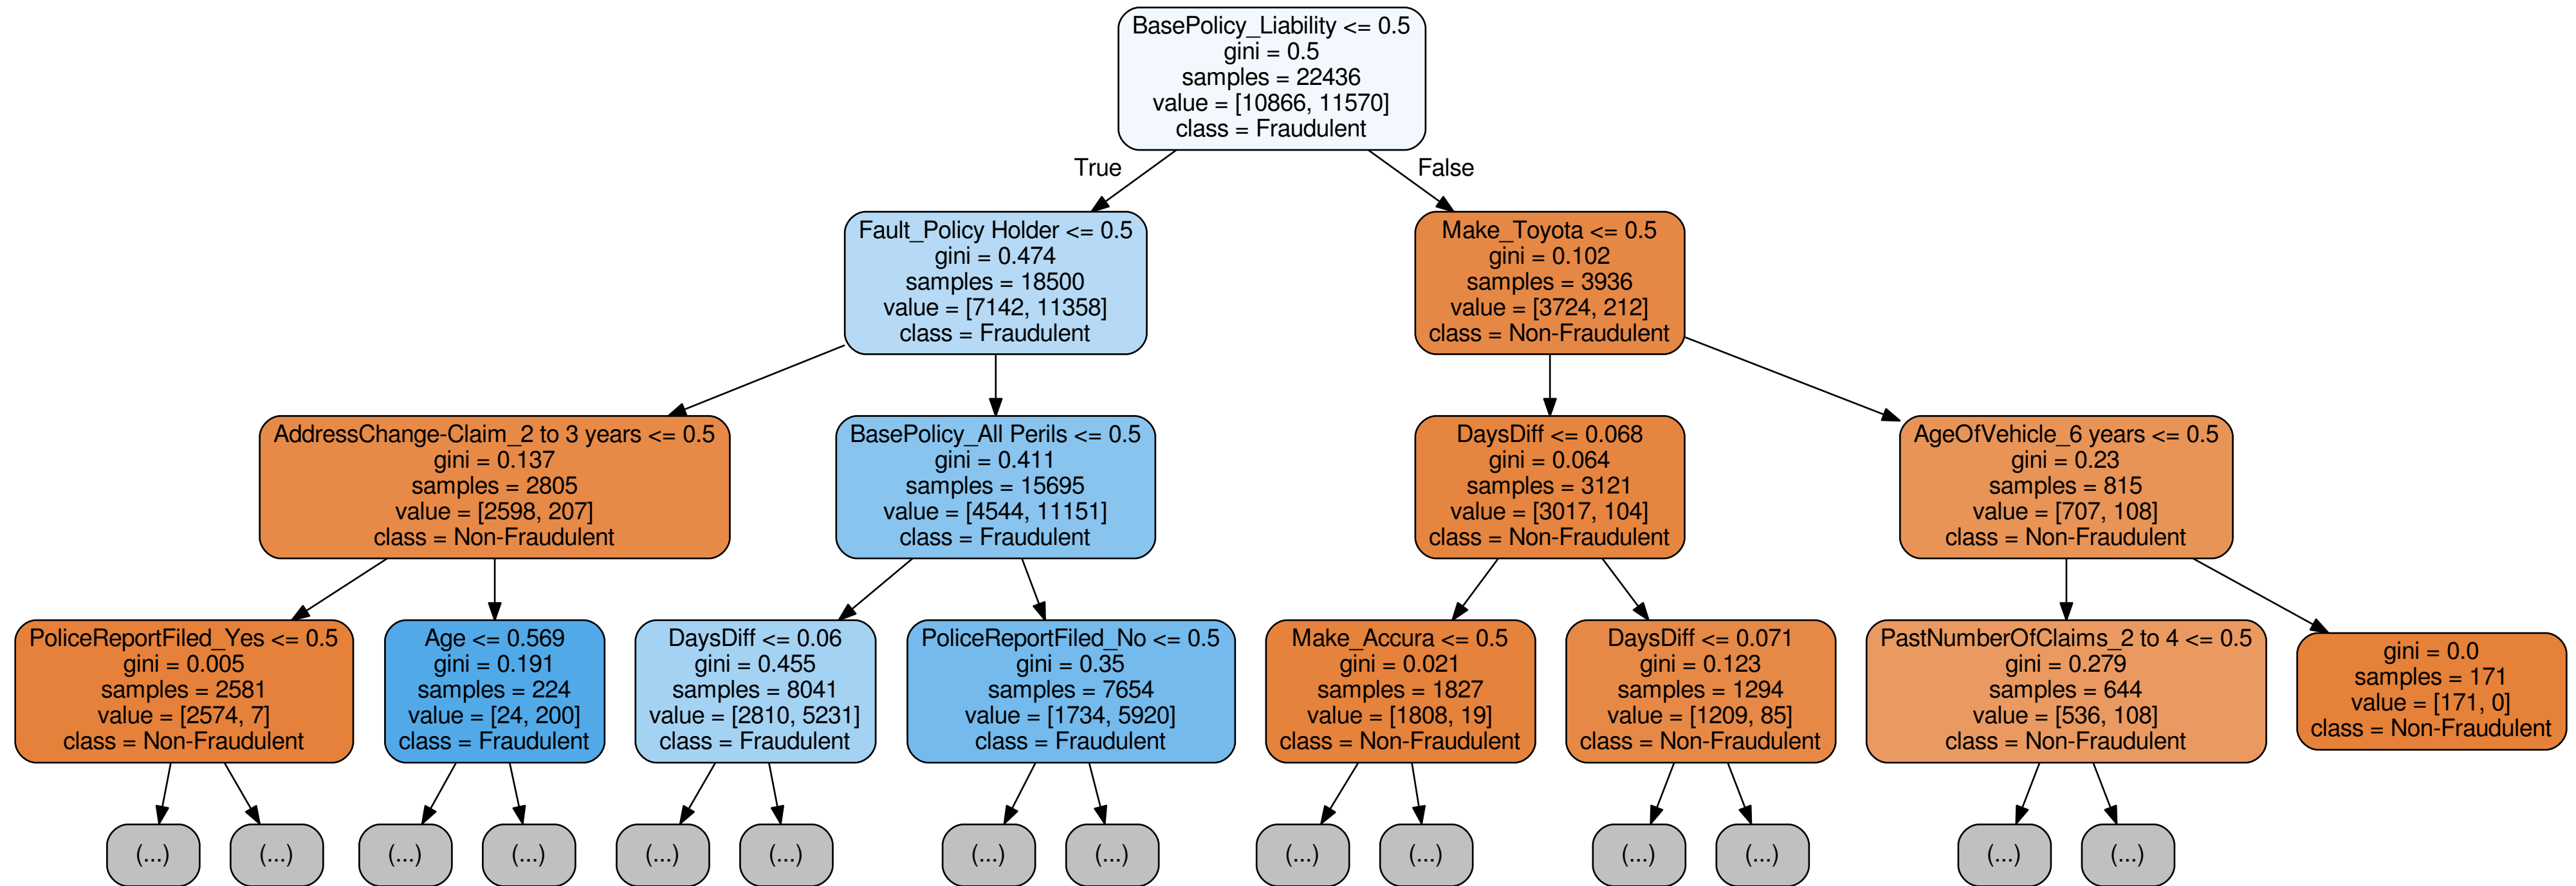 BasePolicy_Liability <= 0.5
gini = 0.5
samples = 22436
value = [10866, 11570]
class = Fraudulent
True
False
Fault_Policy Holder <= 0.5
gini = 0.474
samples = 18500
value = [7142, 11358]
class = Fraudulent
Make_Toyota <= 0.5
gini = 0.102
samples = 3936
value = [3724, 212]
class = Non-Fraudulent
AddressChange-Claim_2 to 3 years <= 0.5
gini = 0.137
samples = 2805
value = [2598, 207]
class = Non-Fraudulent
BasePolicy_All Perils <= 0.5
gini = 0.411
samples = 15695
value = [4544, 11151]
class = Fraudulent
DaysDiff <= 0.068
gini = 0.064
samples = 3121
value = [3017, 104]
class = Non-Fraudulent
AgeOfVehicle_6 years <= 0.5
gini = 0.23
samples = 815
value = [707, 108]
class = Non-Fraudulent
PoliceReportFiled_Yes <= 0.5
gini = 0.005
samples = 2581
value = [2574, 7]
class = Non-Fraudulent
Age <= 0.569
gini = 0.191
samples = 224
value = [24, 200]
class = Fraudulent
DaysDiff <= 0.06
gini = 0.455
samples = 8041
value = [2810, 5231]
class = Fraudulent
PoliceReportFiled_No <= 0.5
gini = 0.35
samples = 7654
value = [1734, 5920]
class = Fraudulent
Make_Accura <= 0.5
gini = 0.021
samples = 1827
value = [1808, 19]
class = Non-Fraudulent
DaysDiff <= 0.071
gini = 0.123
samples = 1294
value = [1209, 85]
class = Non-Fraudulent
PastNumberOfClaims_2 to 4 <= 0.5
gini = 0.279
samples = 644
value = [536, 108]
class = Non-Fraudulent
gini = 0.0
samples = 171
value = [171, 0]
class = Non-Fraudulent
(...)
(...)
(...)
(...)
(...)
(...)
(...)
(...)
(...)
(...)
(...)
(...)
(...)
(...)